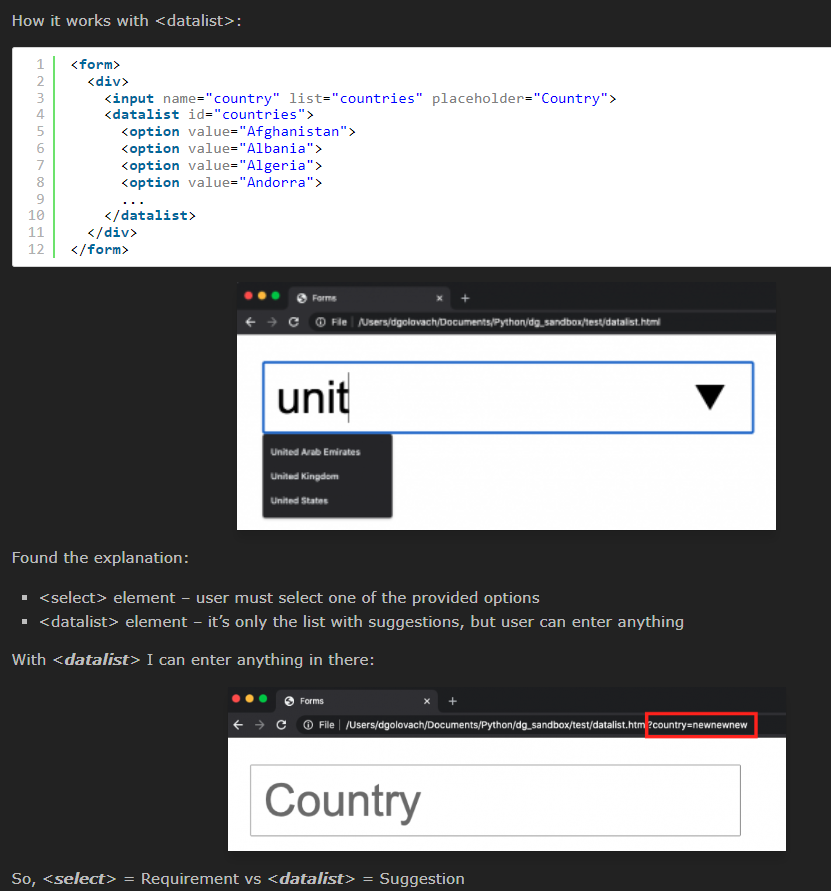 How it works with <datalist>:
1 <form>
2 <div>
3 <input name="country" list="countries" placeholder="Country">
4 <datalist id="countries">
5 <option value="Afghanistan">
6 <option value="Albania">
7 <option value="Algeria">
8 <option value="Andorra">
9 ...
10 </datalist>
11 </div>
12 </form>
Forms
File | /Users/dgolovach/Documents/Python/dg_sandbox/test/datalist.html
unit
United Arab Emirates
United Kingdom
United States
Found the explanation:
<select> element – user must select one of the provided options
<datalist> element – it's only the list with suggestions, but user can enter anything
With <datalist> I can enter anything in there:
Forms
File | /Users/dgolovach/Documents/Python/dg_sandbox/test/datalist.htm?country=newnewnew
Country
So, <select> = Requirement vs <datalist> = Suggestion